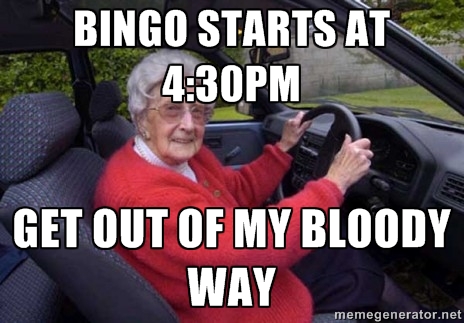 BINGO STARTS AT
4:30PM
GET OUT OF MY BLOODY
WAY
memegenerator.net